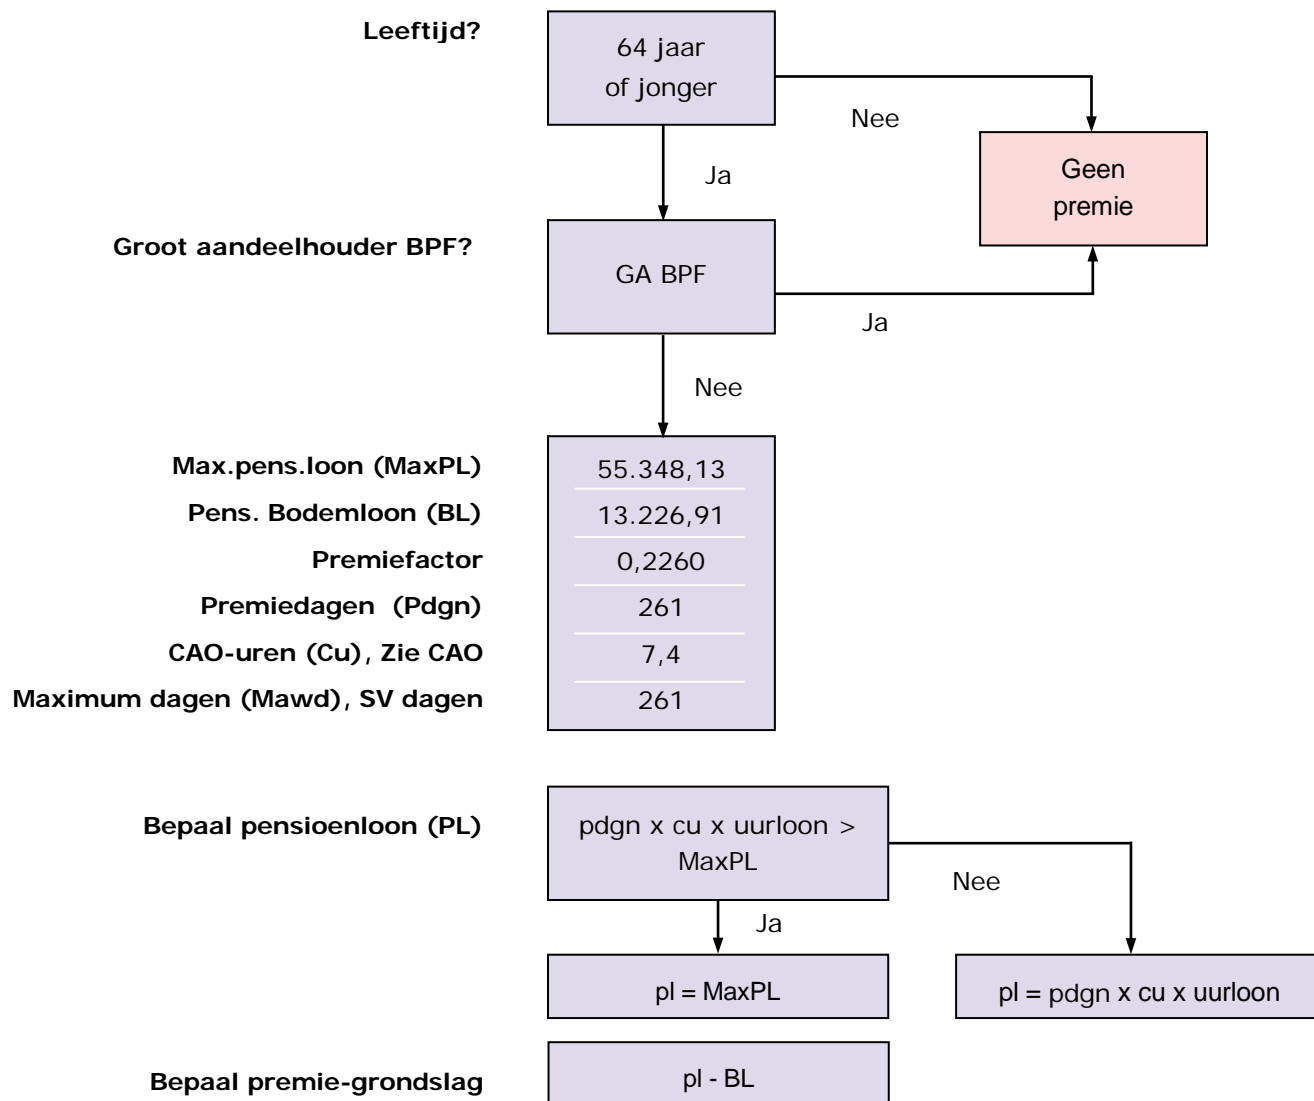 Leeftijd?
64 jaar
of jonger
Nee
Geen
premie
Ja
Groot aandeelhouder BPF?
GA BPF
Ja
Nee
Max.pens.loon (MaxPL)
55.348,13
Pens. Bodemloon (BL)
13.226,91
Premiefactor
0,2260
Premiedagen (Pdgn)
261
CAO-uren (Cu), Zie CAO
7,4
Maximum dagen (Mawd), SV dagen
261
Bepaal pensioenloon (PL)
pdgn x cu x uurloon >
MaxPL
Nee
Ja
pl = MaxPL
pl = pdgn x cu x uurloon
Bepaal premie-grondslag
pl - BL